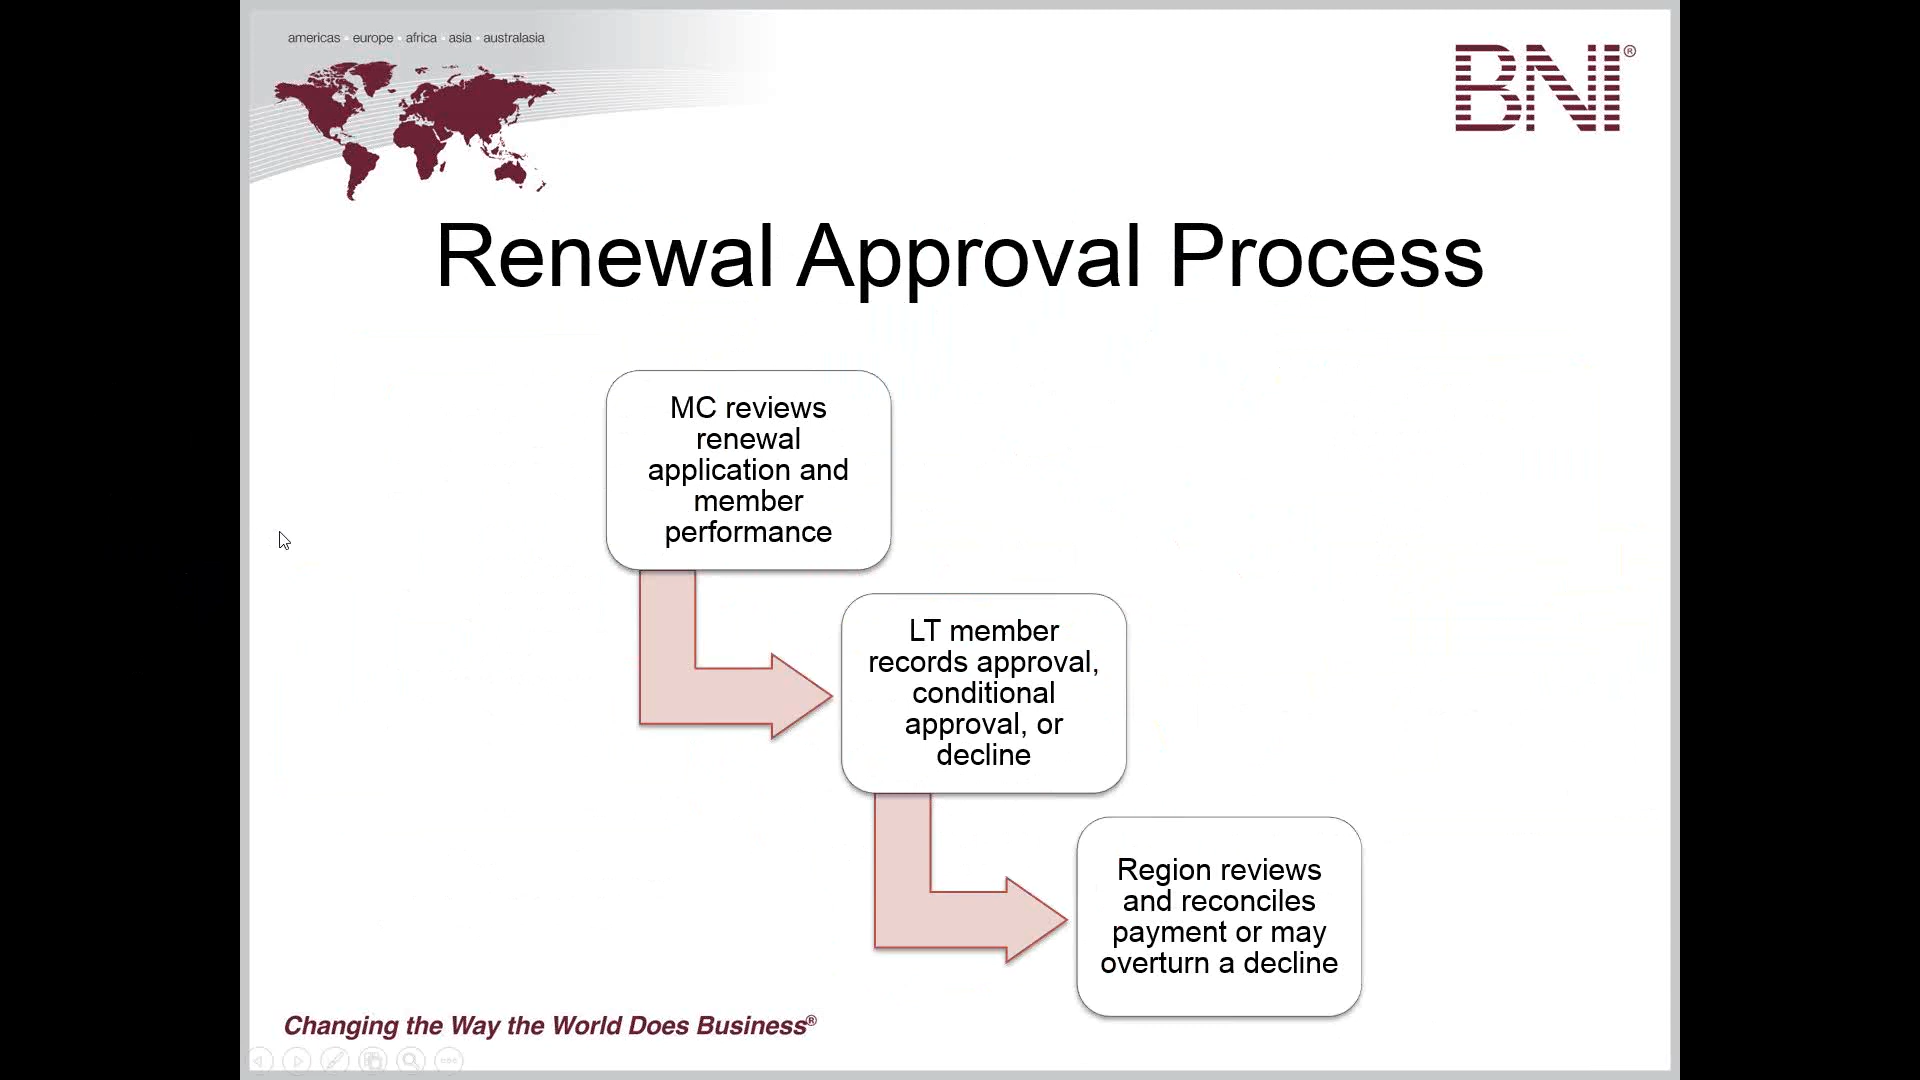 americas · europe · africa · asia · australasia
BNI®
Renewal Approval Process
MC reviews
renewal
application and
member
performance
LT member
records approval,
conditional
approval, or
decline
Region reviews
and reconciles
payment or may
overturn a decline
Changing the Way the World Does Business®